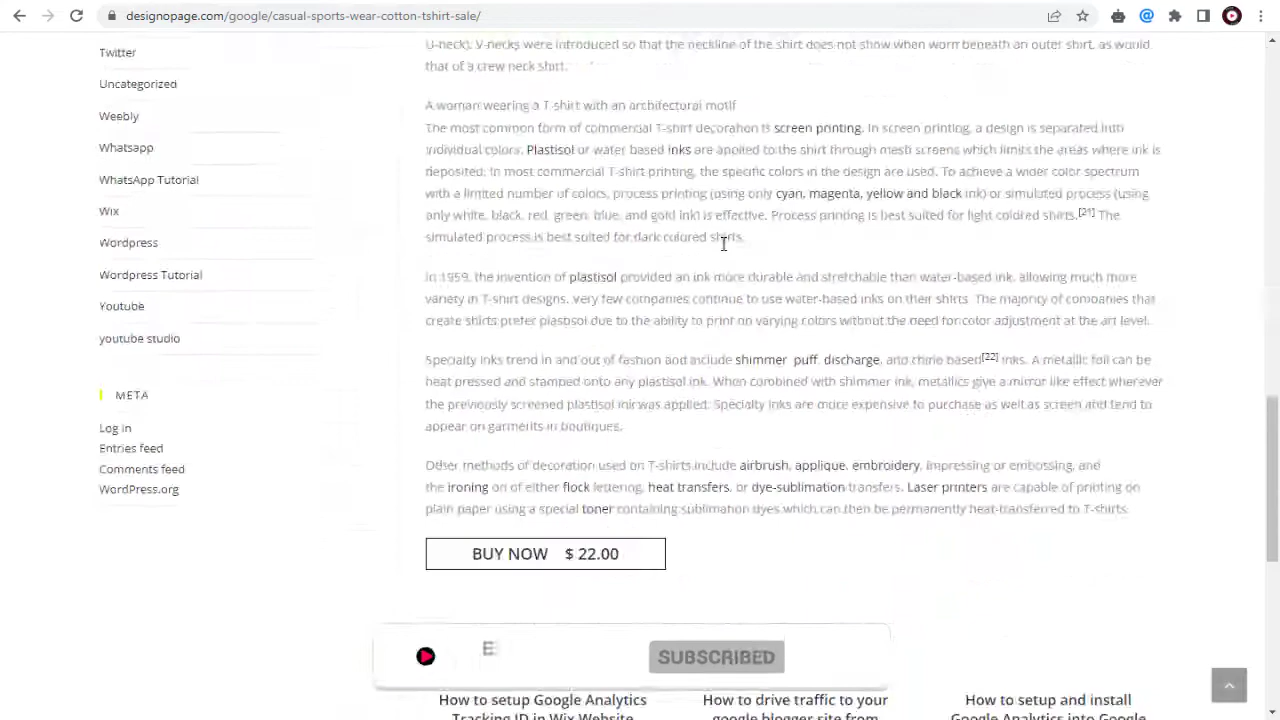 designopage.com/google/casual-sports-wear-cotton-tshirt-sale/
Twitter
Uncategorized
Weebly
Whatsapp
WhatsApp Tutorial
Wix
Wordpress
Wordpress Tutorial
Youtube
youtube studio
META
Log in
Entries feed
Comments feed
WordPress.org
U-neck). V-necks were introduced so that the neckline of the shirt does not show when worn beneath an outer shirt, as would
that of a crew neck shirt.
A woman wearing a T-shirt with an architectural motif
The most common form of commercial T-shirt decoration is screen printing. In screen printing, a design is separated into
individual colors. Plastisol or water based inks are applied to the shirt through mesh screens which limits the areas where ink is
deposited. In most commercial T-shirt printing, the specific colors in the design are used. To achieve a wider color spectrum
with a limited number of colors, process printing (using only cyan, magenta, yellow and black ink) or simulated process (using
only white, black, red, green, blue, and gold ink) is effective. Process printing is best suited for light colored shirts.[21] The
simulated process is best suited for dark colored shirts.
In 1959, the invention of plastisol provided an ink more durable and stretchable than water-based ink, allowing much more
variety in T-shirt designs. Very few companies continue to use water-based inks on their shirts. The majority of companies that
create shirts prefer plastisol due to the ability to print on varying colors without the need for color adjustment at the art level.
Specialty inks trend in and out of fashion and include shimmer, puff, discharge, and chino based[22] inks. A metallic foil can be
heat pressed and stamped onto any plastisol ink. When combined with shimmer ink, metallics give a mirror like effect wherever
the previously screened plastisol ink was applied. Specialty inks are more expensive to purchase as well as screen and tend to
appear on garments in boutiques.
Other methods of decoration used on T-shirts include airbrush, applique, embroidery, impressing or embossing, and
the ironing on of either flock lettering, heat transfers, or dye-sublimation transfers. Laser printers are capable of printing on
plain paper using a special toner containing sublimation dyes which can then be permanently heat-transferred to T-shirts.
BUY NOW $ 22.00
SUBSCRIBED
How to setup Google Analytics
Tracking ID in Wix Website
How to drive traffic to your
google blogger site from
How to setup and install
Google Analytics into Google